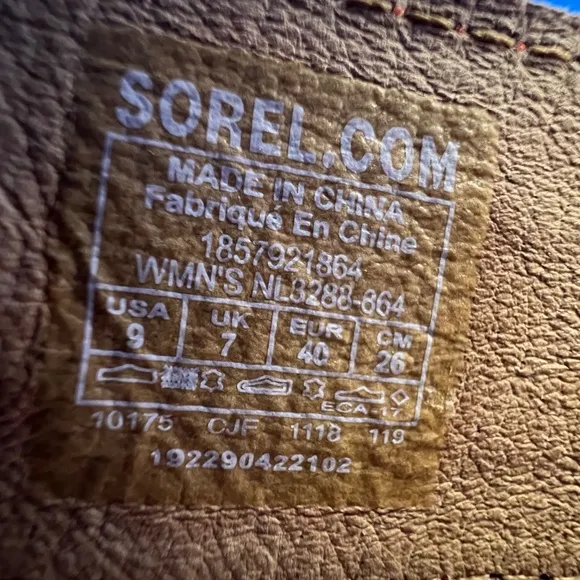 SOREL.COM
MADE IN CHINA
Fabrique En Chine
1857921864
WMN'S NL3288-864
USA UK EUR CM
9 7 40 26
ECA-17
10175 CJF 1118 119
192290422102